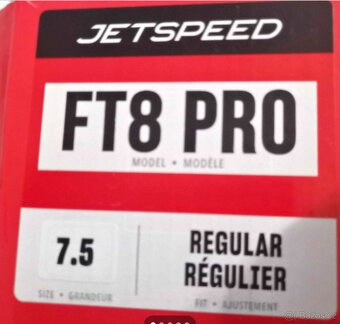 JETSPEED
FT8 PRO
MODEL • MODÈLE
7.5
REGULAR
RÉGULIER
SIZE • GRANDEUR
FIT • AJUSTEMENT